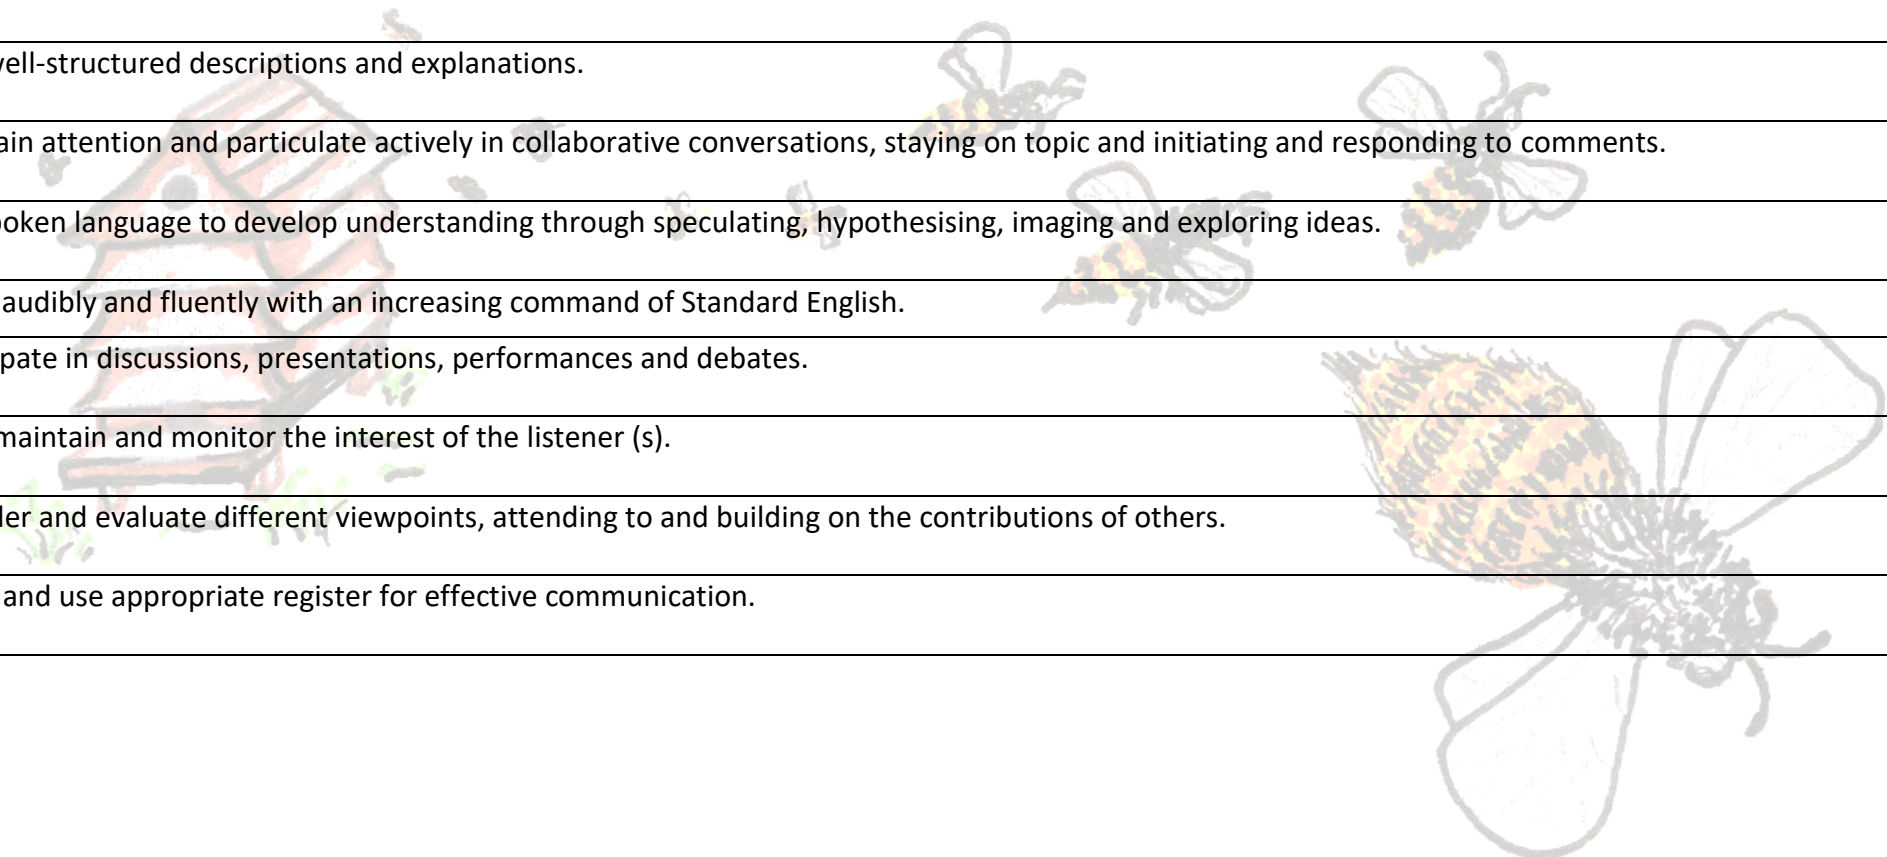 well-structured descriptions and explanations.
ain attention and particulate actively in collaborative conversations, staying on topic and initiating and responding to comments.
oken language to develop understanding through speculating, hypothesising, imaging and exploring ideas.
audibly and fluently with an increasing command of Standard English.
pate in discussions, presentations, performances and debates.
maintain and monitor the interest of the listener (s).
der and evaluate different viewpoints, attending to and building on the contributions of others.
and use appropriate register for effective communication.